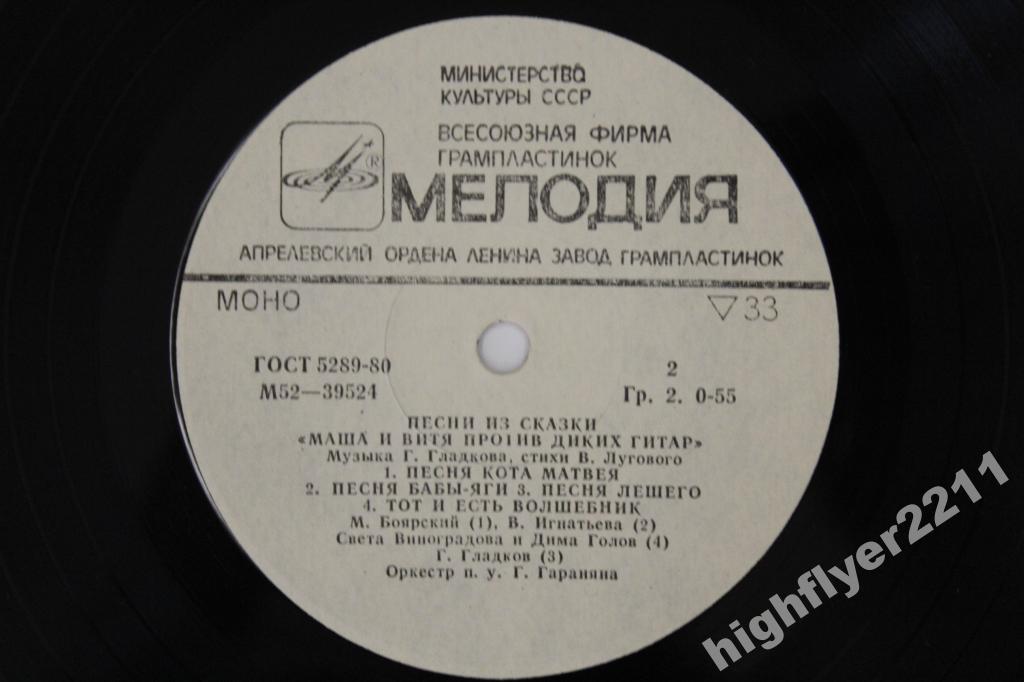 МИНИСТЕРСТВО
КУЛЬТУРЫ СССР
ВСЕСОЮЗНАЯ ФИРМА
ГРАМПЛАСТИНОК
®
МЕЛОДИЯ
АПРЕЛЕВСКИЙ ОРДЕНА ЛЕНИНА ЗАВОД ГРАМПЛАСТИНОК
МОНО ▽33
ГОСТ 5289-80 2
М52—39524 Гр. 2. 0-55
ПЕСНИ ИЗ СКАЗКИ
«МАША И ВИТЯ ПРОТИВ ДИКИХ ГИТАР»
Музыка Г. Гладкова, стихи В. Лугового
1. ПЕСНЯ КОТА МАТВЕЯ
2. ПЕСНЯ БАБЫ-ЯГИ 3. ПЕСНЯ ЛЕШЕГО
4. ТОТ И ЕСТЬ ВОЛШЕБНИК
М. Боярский (1), В. Игнатьева (2)
Света Виноградова и Дима Голов (4)
Г. Гладков (3)
Оркестр п. у. Г. Гараняна
highflyer2211